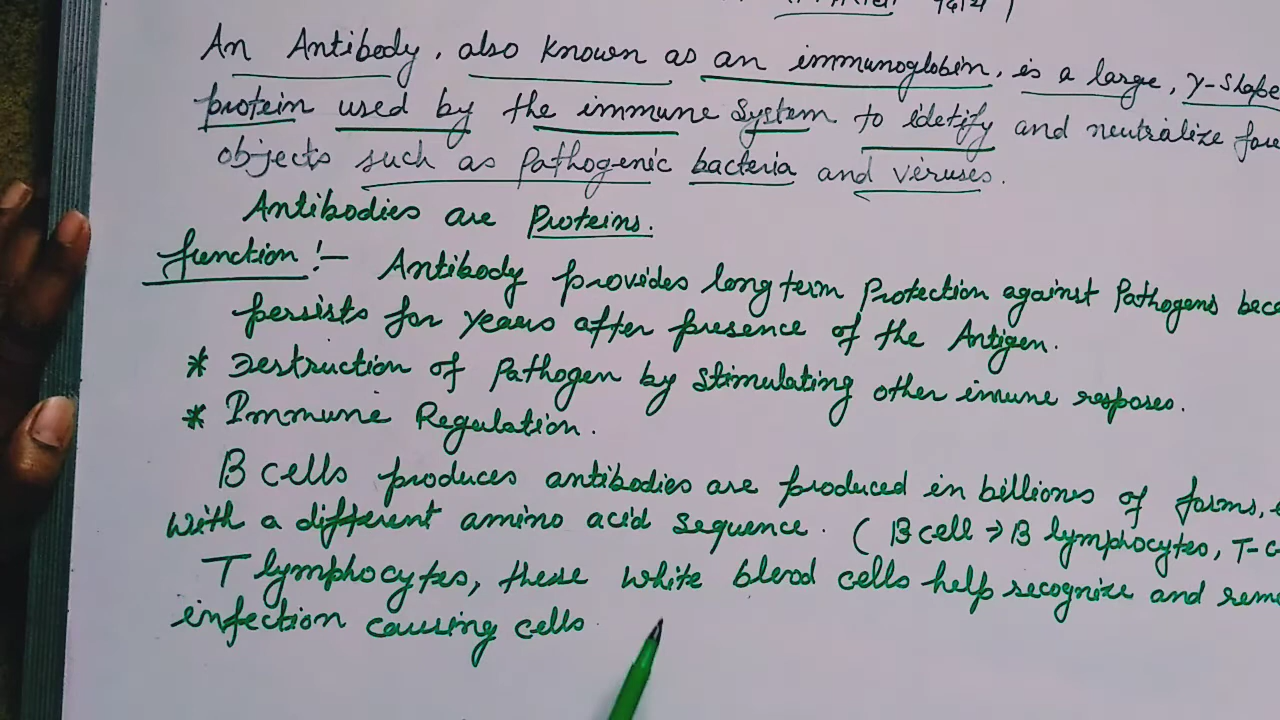 An Antibody, also known as an immunoglobin, is a large, Y-shape
protein used by the immune system to idetify and neutralize
objects such as pathogenic bacteria and viruses.
Antibodies are Proteins.
function :- Antibody provides long term Protection against Pathogens
persists for years after presence of the Antigen.
* Destruction of Pathogen by stimulating other immune resposes.
* Immune Regulation.
B cells produces antibodies are produced in billiones of forms,
with a different amino acid sequence. (B cell → B lymphocytes, T-c
T lymphocytes, these white blood cells help recognize and
infection causing cells